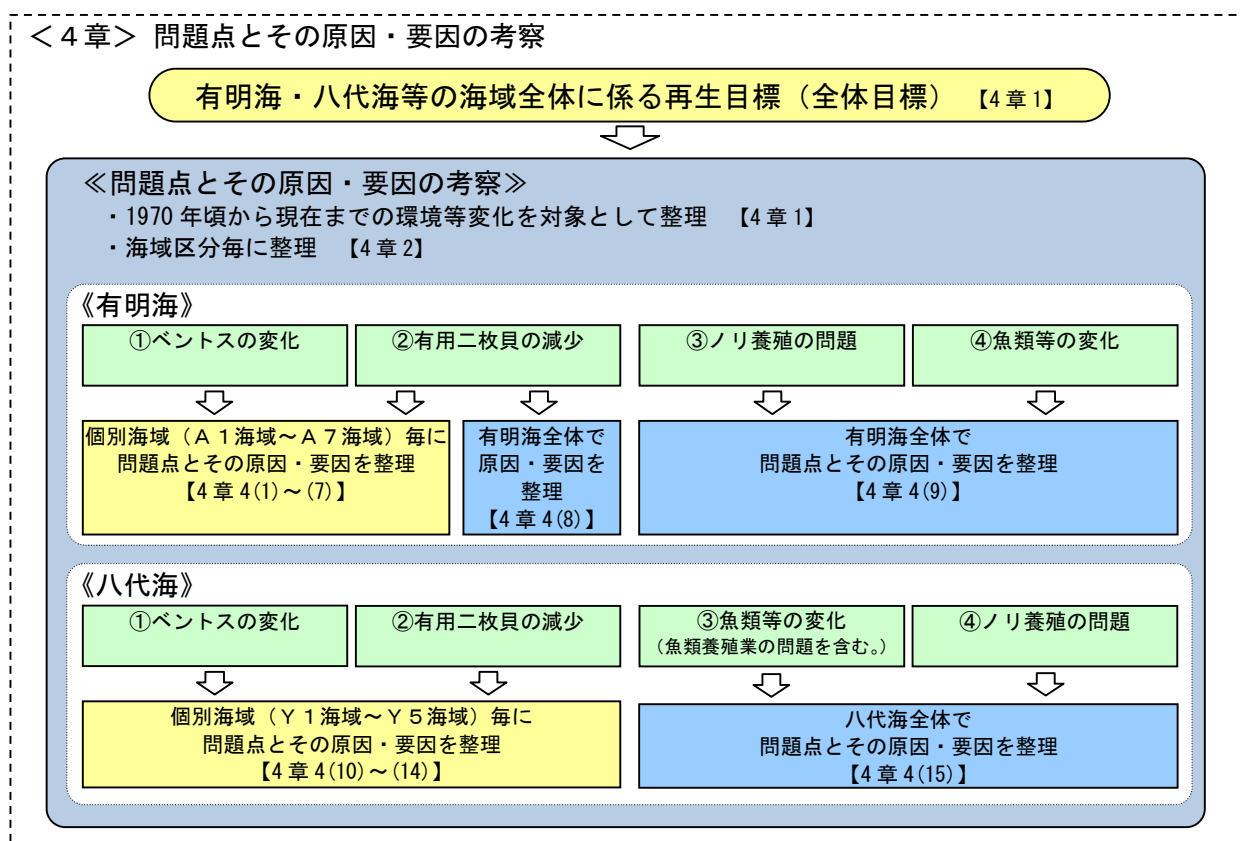 ＜４章＞ 問題点とその原因・要因の考察
有明海・八代海等の海域全体に係る再生目標（全体目標） 【4章1】
≪問題点とその原因・要因の考察≫
・1970年頃から現在までの環境等変化を対象として整理 【4章1】
・海域区分毎に整理 【4章2】
《有明海》
①ベントスの変化
②有用二枚貝の減少
③ノリ養殖の問題
④魚類等の変化
個別海域（Ａ１海域～Ａ７海域）毎に
問題点とその原因・要因を整理
【4章4(1)～(7)】
有明海全体で
原因・要因を
整理
【4章4(8)】
有明海全体で
問題点とその原因・要因を整理
【4章4(9)】
《八代海》
①ベントスの変化
②有用二枚貝の減少
③魚類等の変化
（魚類養殖業の問題を含む。）
④ノリ養殖の問題
個別海域（Ｙ１海域～Ｙ５海域）毎に
問題点とその原因・要因を整理
【4章4(10)～(14)】
八代海全体で
問題点とその原因・要因を整理
【4章4(15)】